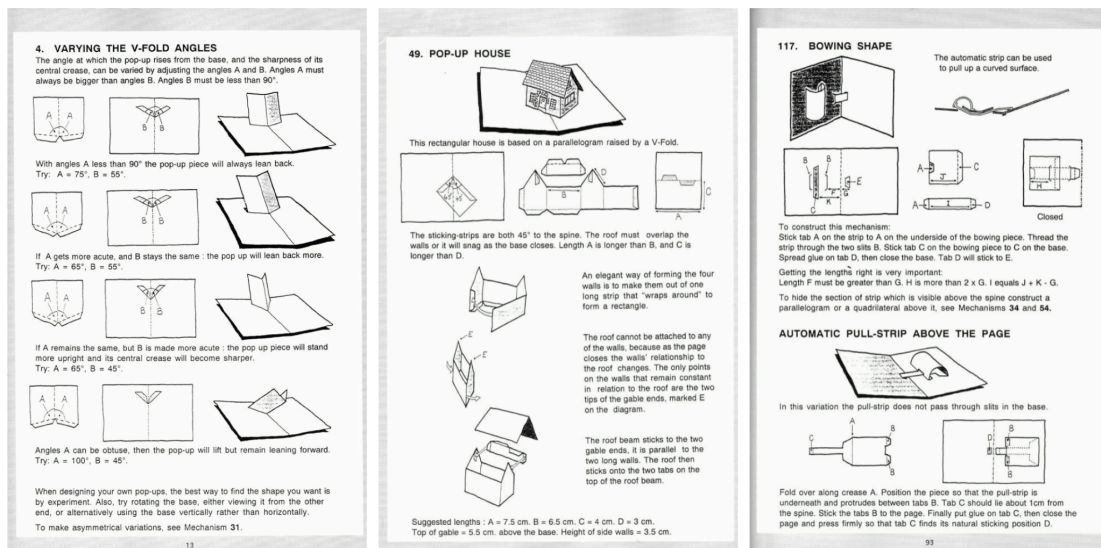 4. VARYING THE V-FOLD ANGLES
The angle at which the pop-up rises from the base, and the sharpness of its
central crease, can be varied by adjusting the angles A and B. Angles A must
always be bigger than angles B. Angles B must be less than 90°.
A A
B B
With angles A less than 90° the pop-up piece will always lean back.
Try: A = 75°, B = 55°.
A A
B B
If A gets more acute, and B stays the same : the pop up will lean back more.
Try: A = 65°, B = 55°.
A A
B B
If A remains the same, but B is made more acute : the pop up piece will stand
more upright and its central crease will become sharper.
Try: A = 65°, B = 45°.
A A
Angles A can be obtuse, then the pop-up will lift but remain leaning forward.
Try: A = 100°, B = 45°.
When designing your own pop-ups, the best way to find the shape you want is
by experiment. Also, try rotating the base, either viewing it from the other
end, or alternatively using the base vertically rather than horizontally.
To make asymmetrical variations, see Mechanism 31.
13
49. POP-UP HOUSE
This rectangular house is based on a parallelogram raised by a V-Fold.
45 45
D
B
C
A
The sticking-strips are both 45° to the spine. The roof must overlap the
walls or it will snag as the base closes. Length A is longer than B, and C is
longer than D.
An elegant way of forming the four
walls is to make them out of one
long strip that "wraps around" to
form a rectangle.
E
E
The roof cannot be attached to any
of the walls, because as the page
closes the walls' relationship to
the roof changes. The only points
on the walls that remain constant
in relation to the roof are the two
tips of the gable ends, marked E
on the diagram.
The roof beam sticks to the two
gable ends, it is parallel to the
two long walls. The roof then
sticks onto the two tabs on the
top of the roof beam.
Suggested lengths : A = 7.5 cm. B = 6.5 cm. C = 4 cm. D = 3 cm.
Top of gable = 5.5 cm. above the base. Height of side walls = 3.5 cm.
117. BOWING SHAPE
The automatic strip can be used
to pull up a curved surface.
B B
E
F
K
C
A
C
J
A I D
H
Closed
To construct this mechanism:
Stick tab A on the strip to A on the underside of the bowing piece. Thread the
strip through the two slits B. Stick tab C on the bowing piece to C on the base.
Spread glue on tab D, then close the base. Tab D will stick to E.
Getting the lengths right is very important:
Length F must be greater than G. H is more than 2 x G. I equals J + K - G.
To hide the section of strip which is visible above the spine construct a
parallelogram or a quadrilateral above it, see Mechanisms 34 and 54.
AUTOMATIC PULL-STRIP ABOVE THE PAGE
In this variation the pull-strip does not pass through slits in the base.
A
C
B
B
D
B
B
Fold over along crease A. Position the piece so that the pull-strip is
underneath and protrudes between tabs B. Tab C should lie about 1cm from
the spine. Stick the tabs B to the page. Finally put glue on tab C, then close the
page and press firmly so that tab C finds its natural sticking position D.
93